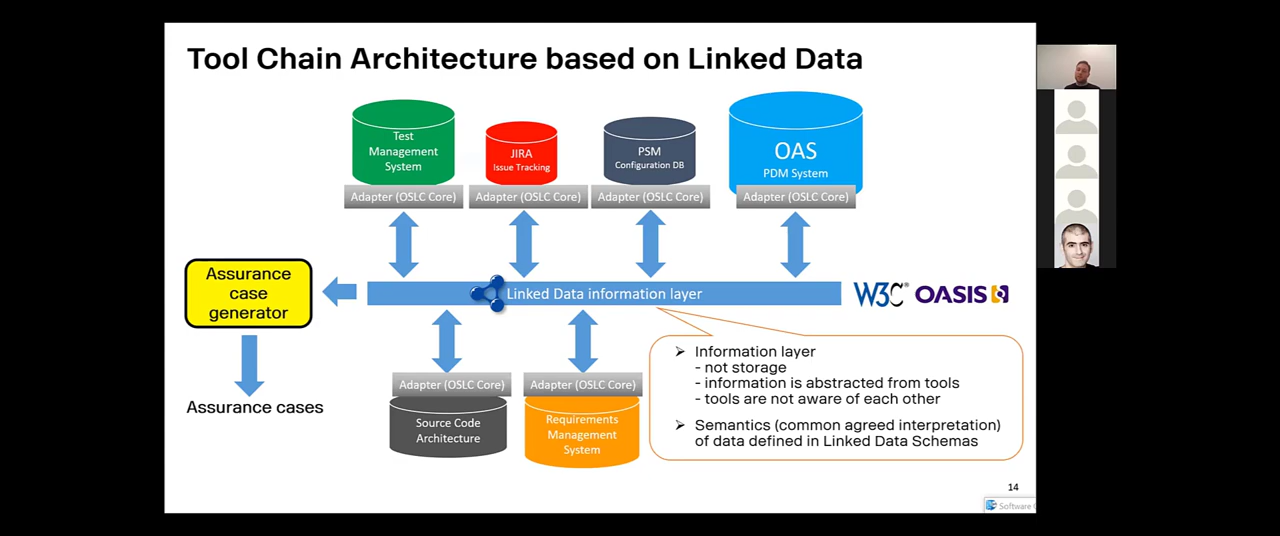 Tool Chain Architecture based on Linked Data
Test
Management
System
JIRA
Issue Tracking
PSM
Configuration DB
OAS
PDM System
Adapter (OSLC Core)
Adapter (OSLC Core)
Adapter (OSLC Core)
Adapter (OSLC Core)
Assurance
case
generator
Linked Data information layer
W3C®
OASIS
Assurance cases
Adapter (OSLC Core)
Adapter (OSLC Core)
Source Code
Architecture
Requirements
Management
System
➢ Information layer
- not storage
- information is abstracted from tools
- tools are not aware of each other
➢ Semantics (common agreed interpretation)
of data defined in Linked Data Schemas
14
Software